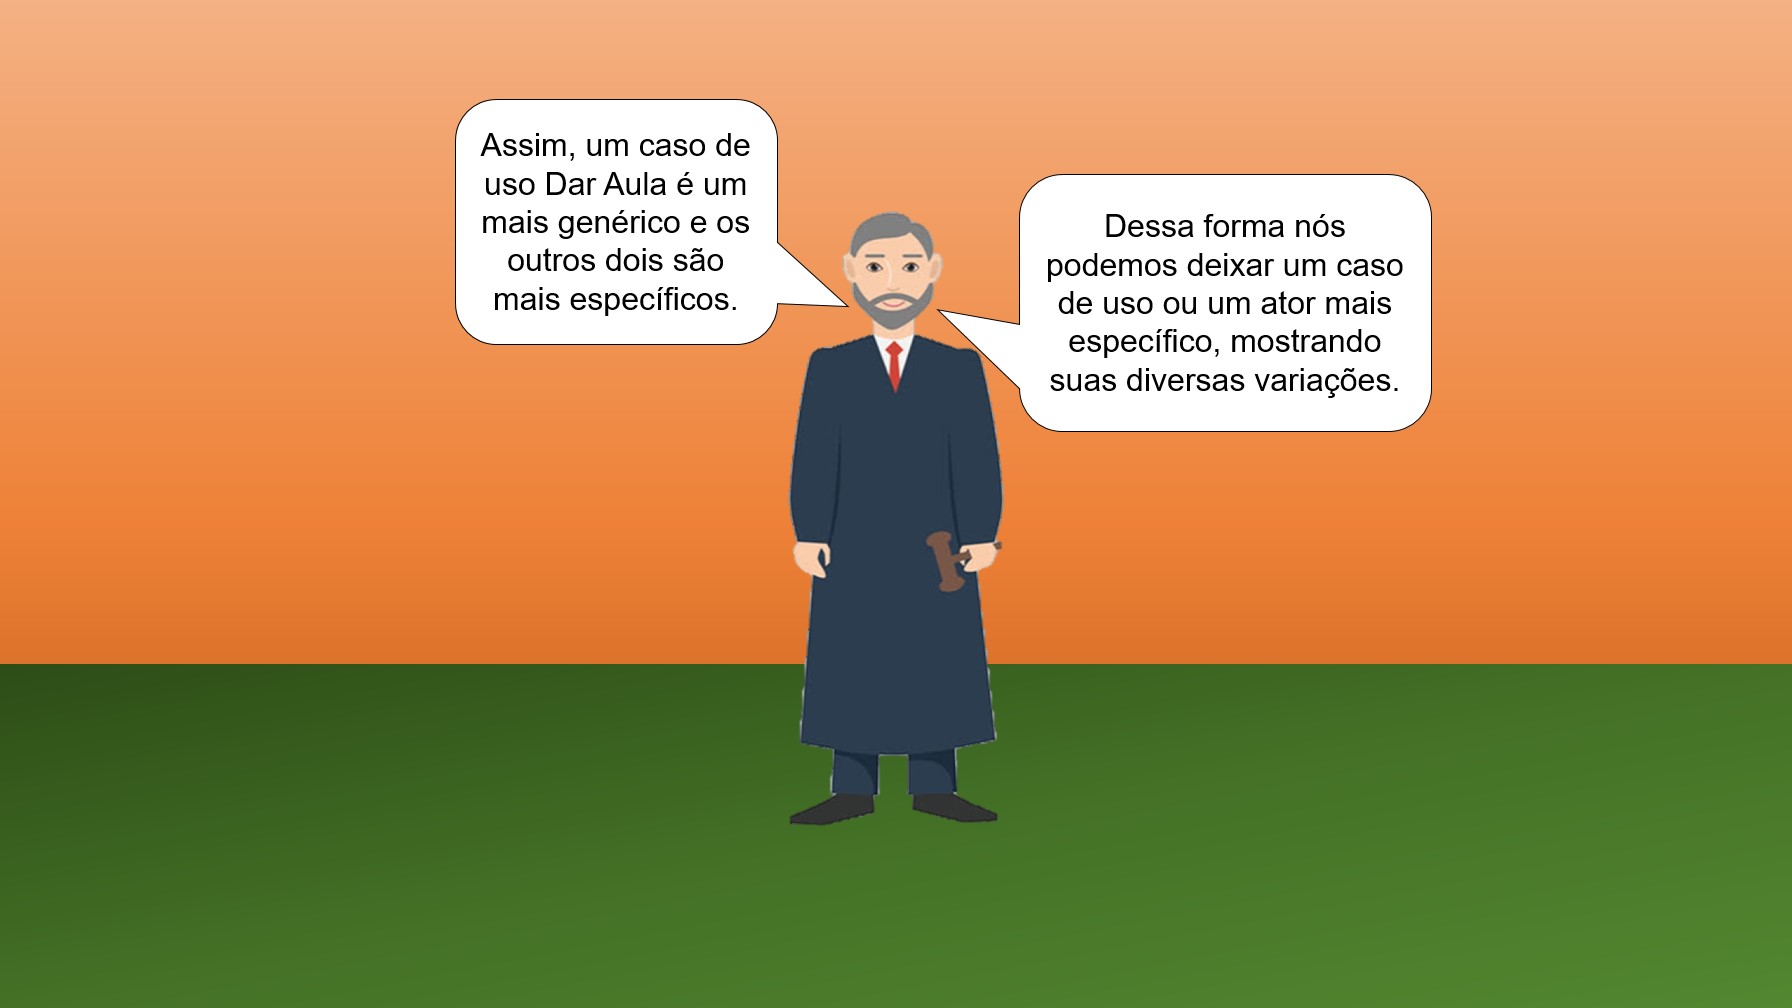 Assim, um caso de
uso Dar Aula é um
mais genérico e os
outros dois são
mais específicos.
Dessa forma nós
podemos deixar um caso
de uso ou um ator mais
específico, mostrando
suas diversas variações.